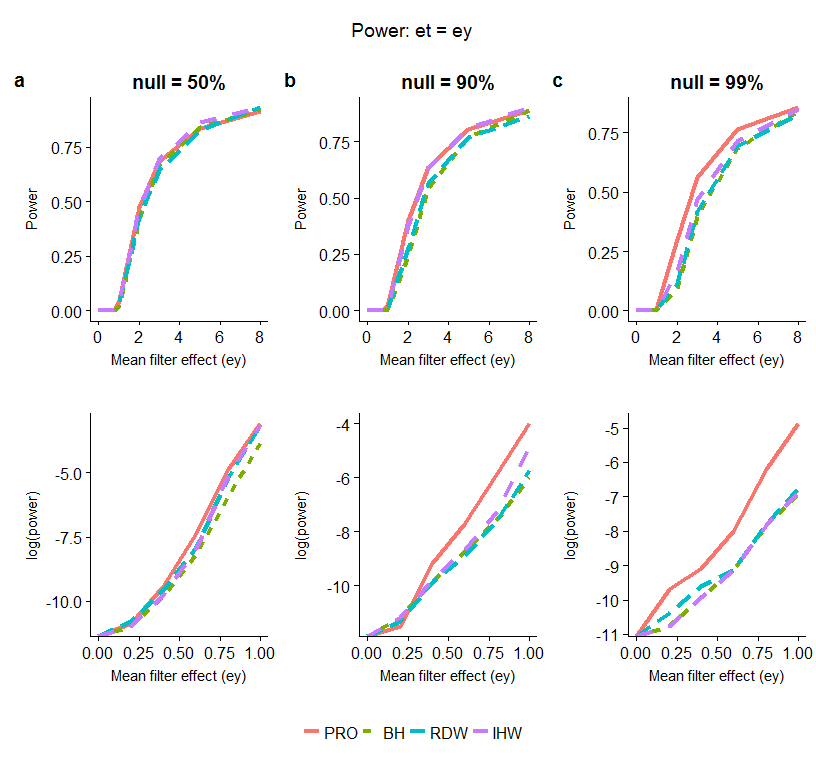 Power: et = ey
a null = 50% b null = 90% c null = 99%
Power
0.75
0.50
0.25
0.00
0 2 4 6 8
Mean filter effect (ey)
Power
0.75
0.50
0.25
0.00
0 2 4 6 8
Mean filter effect (ey)
Power
0.75
0.50
0.25
0.00
0 2 4 6 8
Mean filter effect (ey)
log(power)
-5.0
-7.5
-10.0
0.00 0.25 0.50 0.75 1.00
Mean filter effect (ey)
log(power)
-4
-6
-8
-10
0.00 0.25 0.50 0.75 1.00
Mean filter effect (ey)
log(power)
-5
-6
-7
-8
-9
-10
-11
0.00 0.25 0.50 0.75 1.00
Mean filter effect (ey)
PRO BH RDW IHW